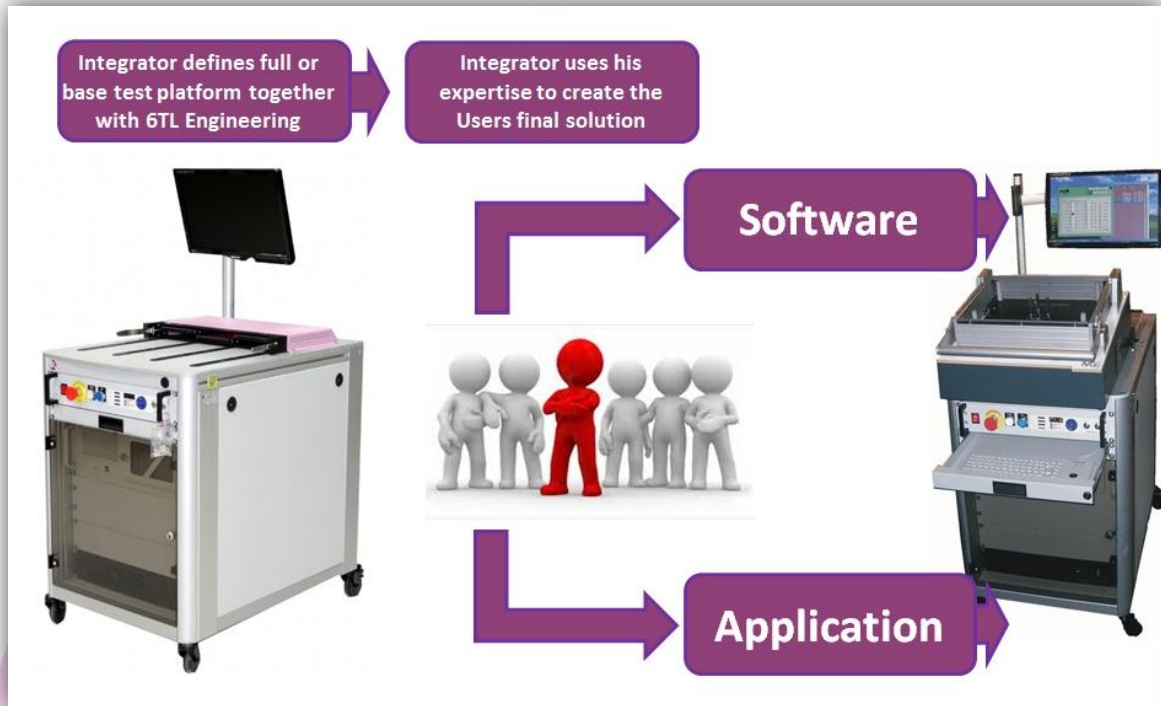 Integrator defines full or
base test platform together
with 6TL Engineering
Integrator uses his
expertise to create the
Users final solution
Software
Application